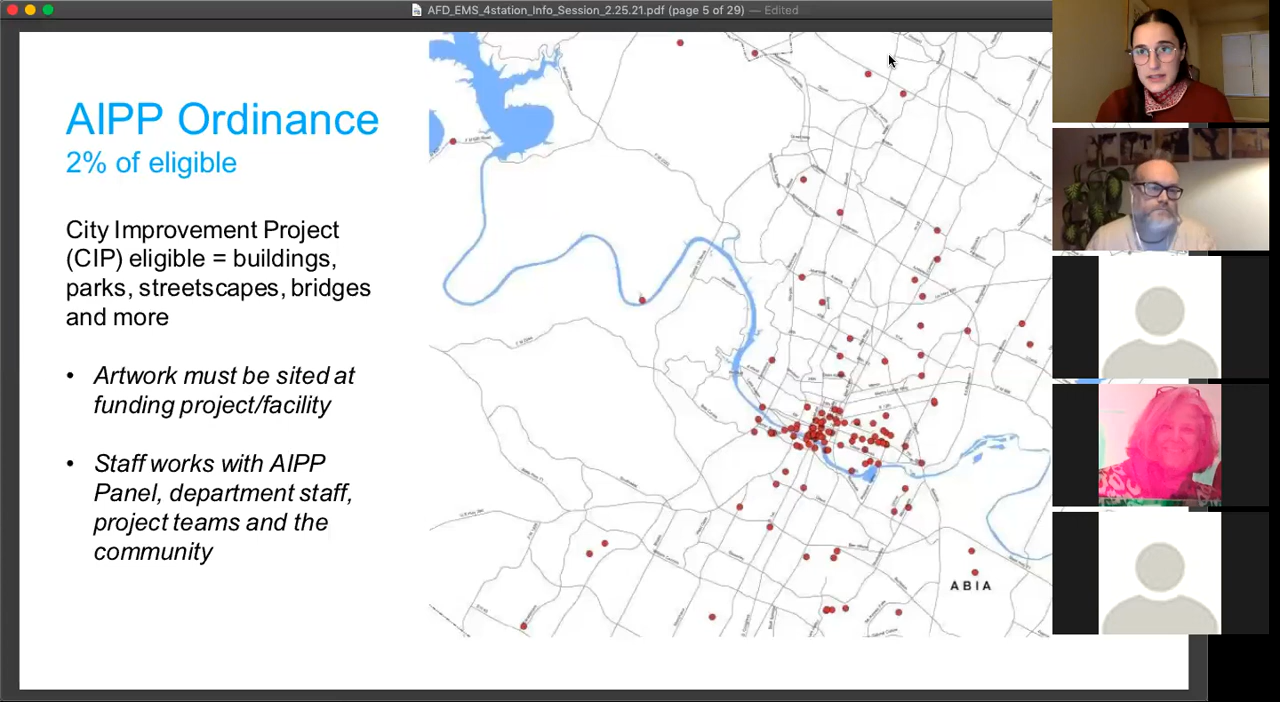 AFD_EMS_4station_Info_Session_2.25.21.pdf (page 5 of 29) — Edited
AIPP Ordinance
2% of eligible
City Improvement Project
(CIP) eligible = buildings,
parks, streetscapes, bridges
and more
• Artwork must be sited at
funding project/facility
• Staff works with AIPP
Panel, department staff,
project teams and the
community
ABIA